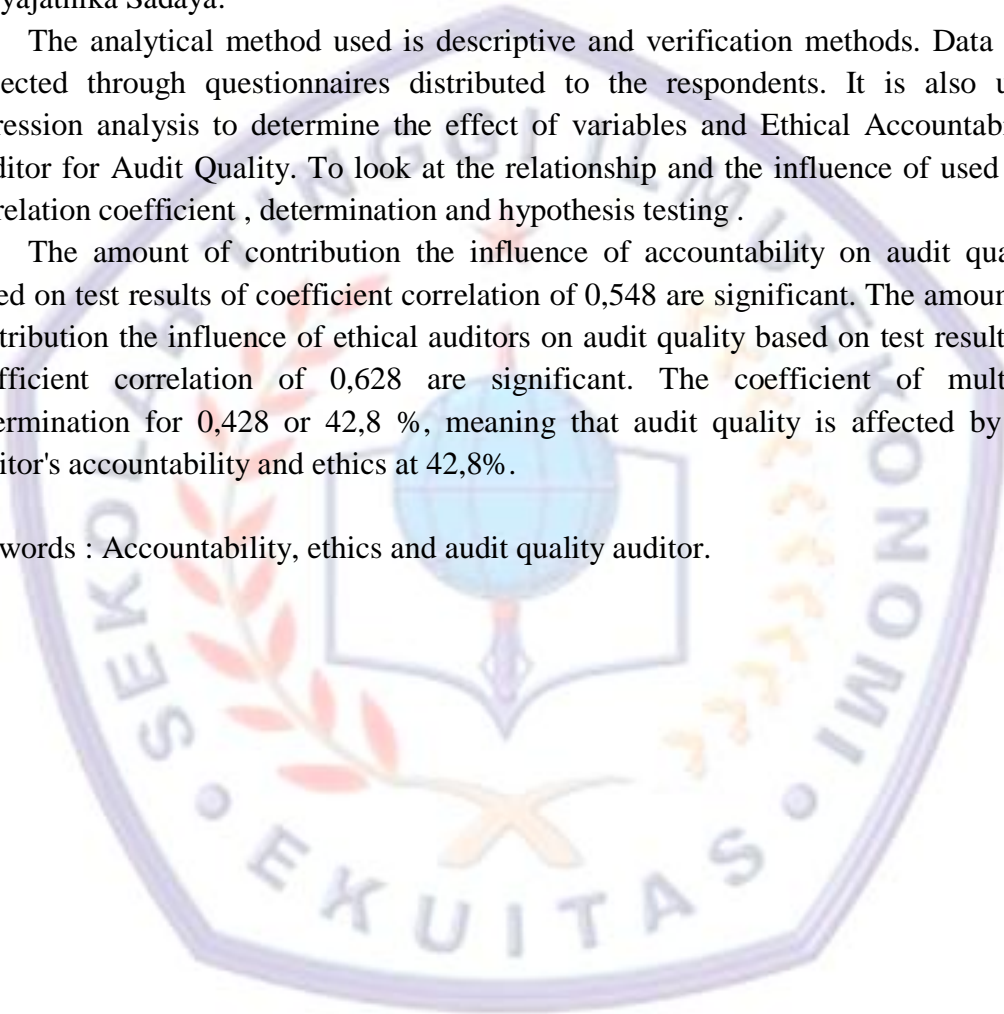 Sadaya.
The analytical method used is descriptive and verification methods. Data
ected through questionnaires distributed to the respondents. It is also u
ression analysis to determine the effect of variables and Ethical Accountabi
ditor for Audit Quality. To look at the relationship and the influence of used
relation coefficient , determination and hypothesis testing .
The amount of contribution the influence of accountability on audit qua
ed on test results of coefficient correlation of 0,548 are significant. The amoun
tribution the influence of ethical auditors on audit quality based on test result
fficient correlation of 0,628 are significant. The coefficient of mult
ermination for 0,428 or 42,8 %, meaning that audit quality is affected by
itor's accountability and ethics at 42,8%.
words : Accountability, ethics and audit quality auditor.
SEKOLAH TINGGI ILMU EKONOMI
EKUITAS